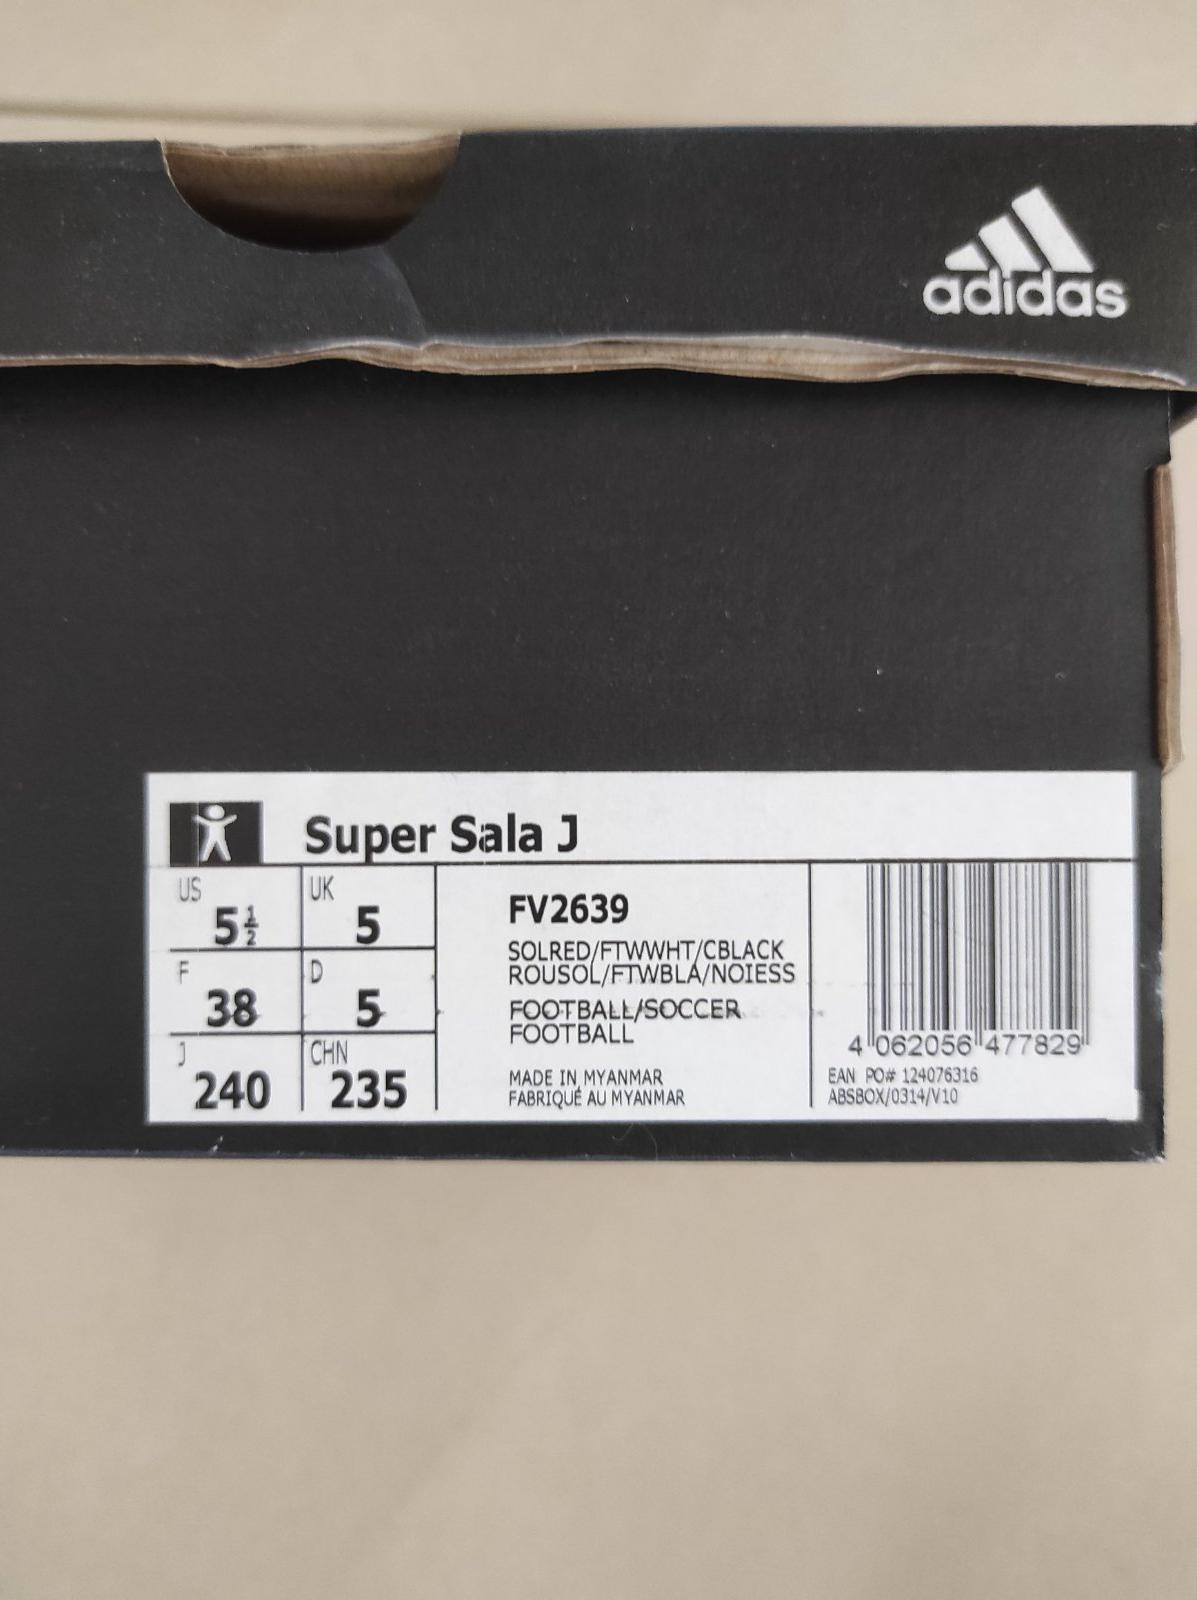 adidas
Super Sala J
US 5½ UK 5
F 38 D 5
J 240 CHN 235
FV2639
SOLRED/FTWWHT/CBLACK
ROUSOL/FTWBLA/NOIESS
FOOTBALL/SOCCER
FOOTBALL
MADE IN MYANMAR
FABRIQUÉ AU MYANMAR
4 062056 477829
EAN PO# 124076316
ABSBOX/0314/V10